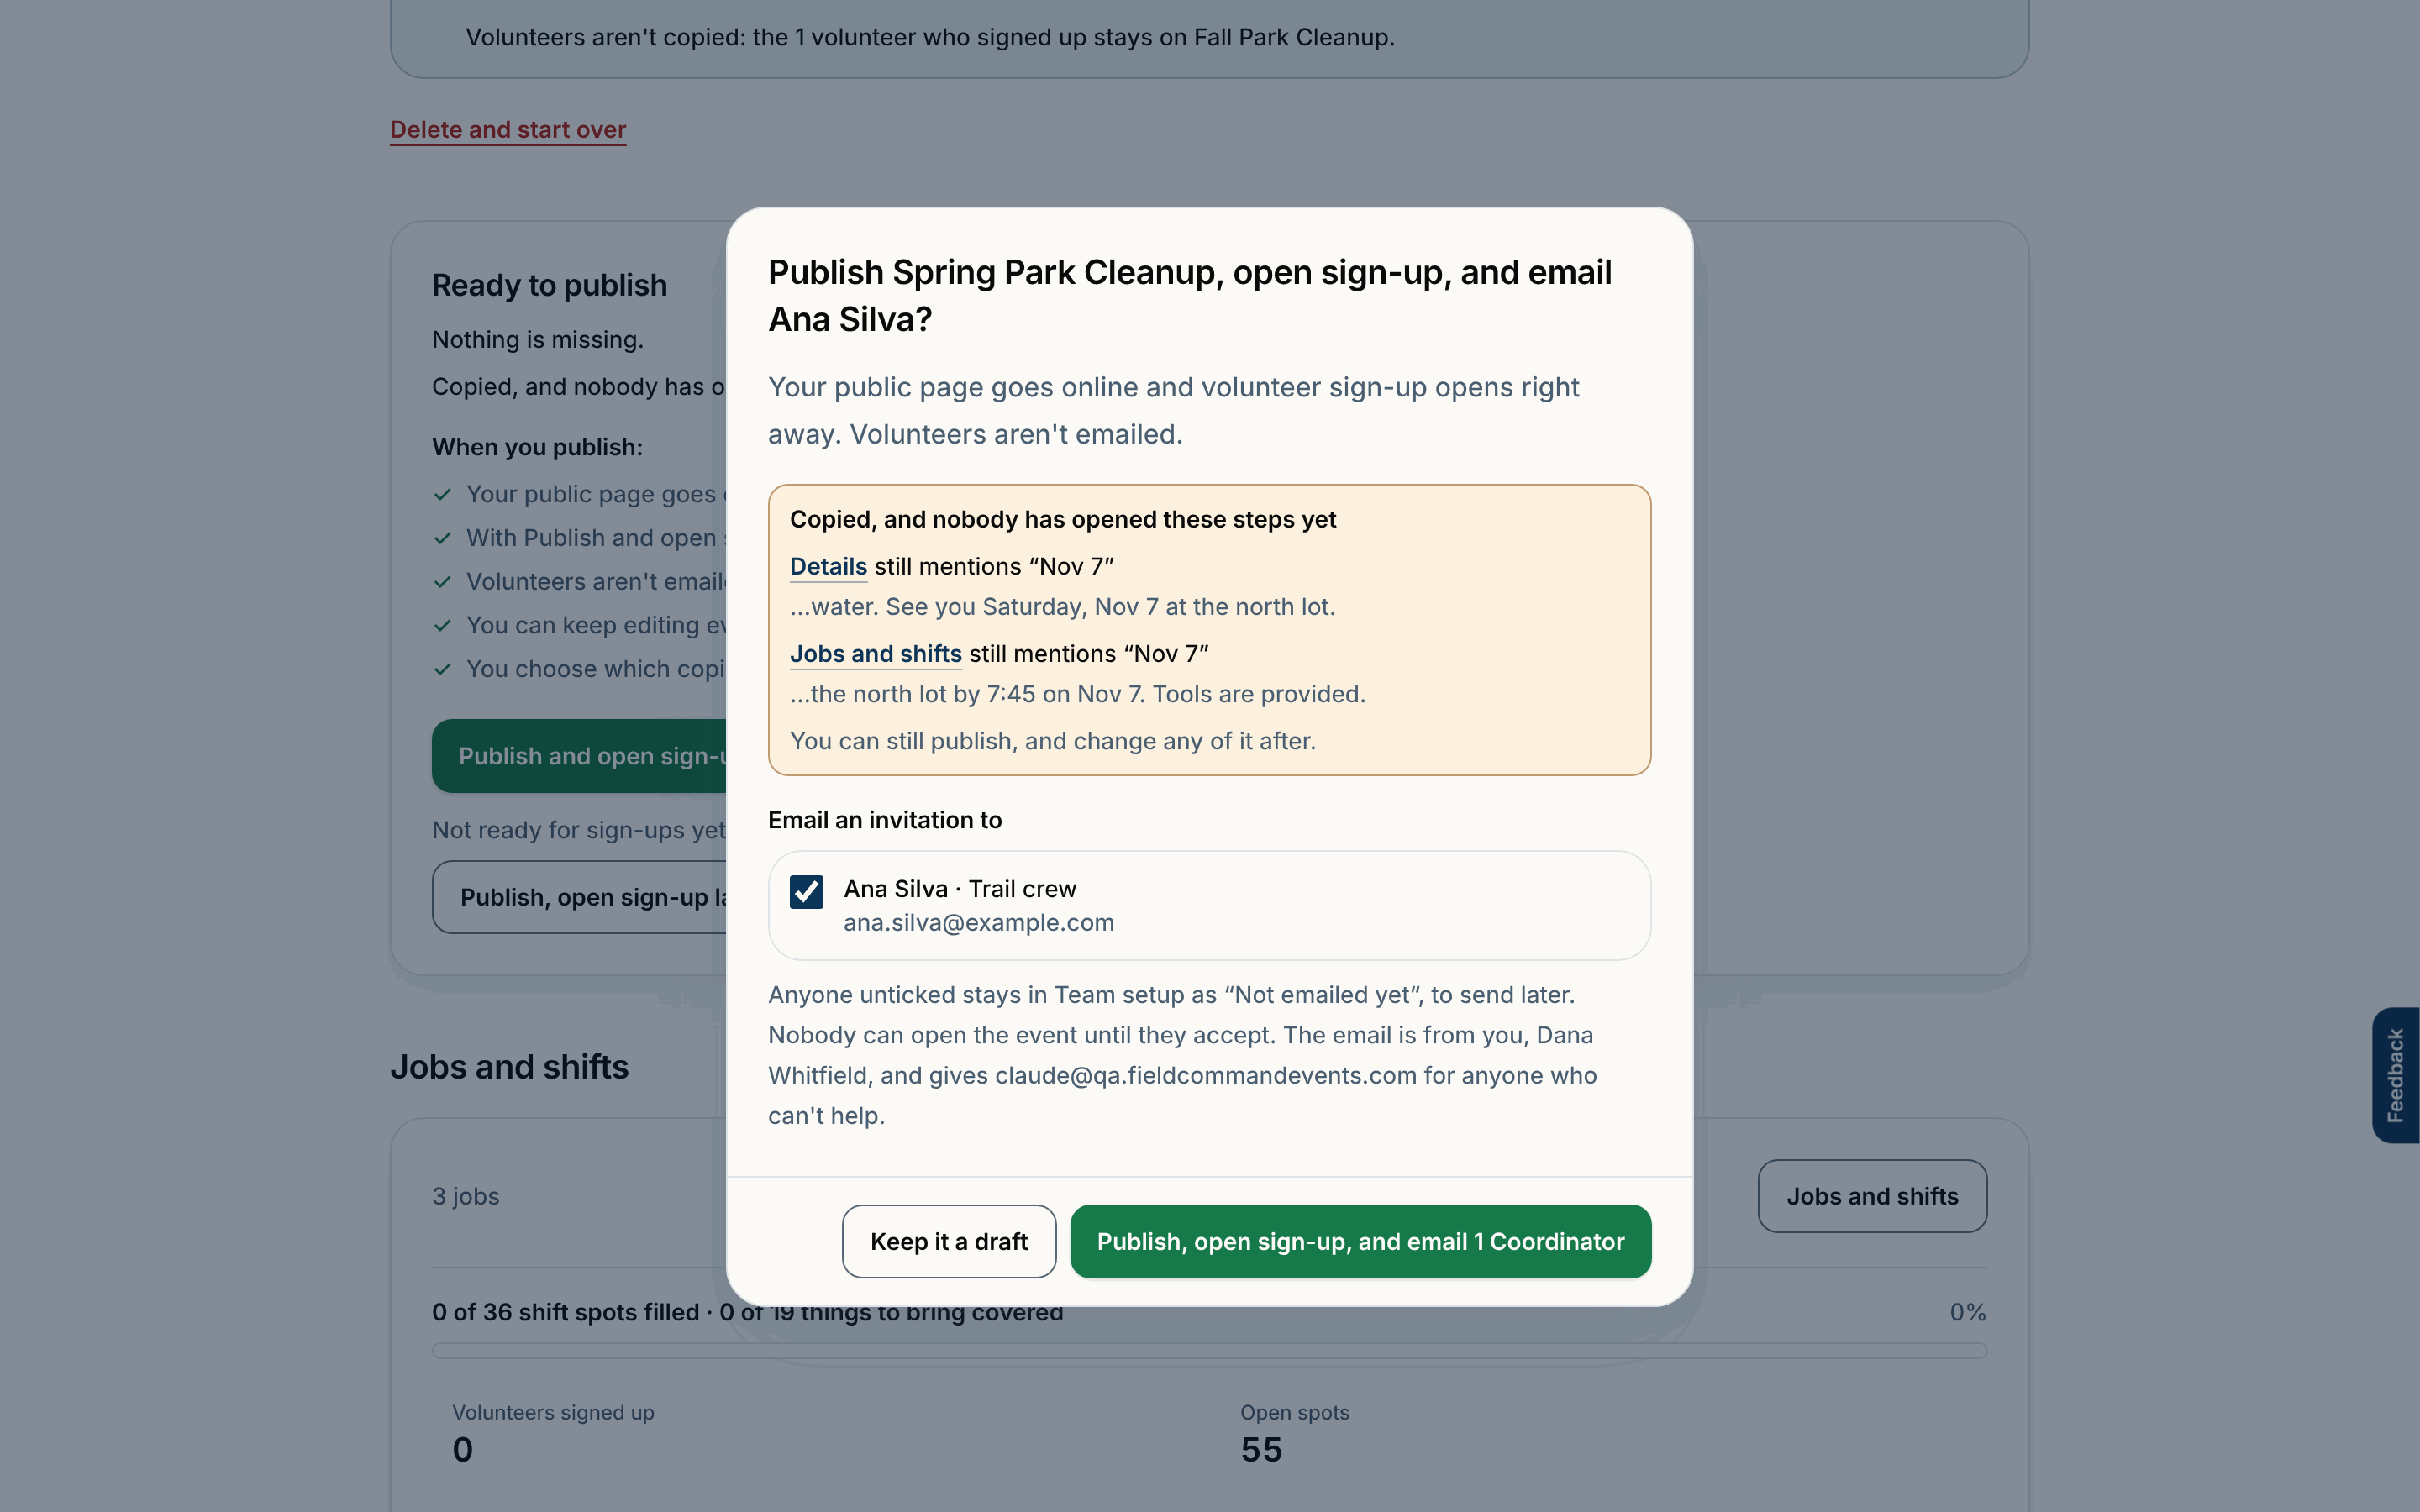 Volunteers aren't copied: the 1 volunteer who signed up stays on Fall Park Cleanup.
Delete and start over
Ready to publish
Nothing is missing.
Copied, and nobody has
When you publish:
Your public page goes
With Publish and open
Volunteers aren't
You can keep editing
You choose which
Publish and open
Not ready for sign-ups yet
Publish, open sign-up
Publish Spring Park Cleanup, open sign-up, and email
Ana Silva?
Your public page goes online and volunteer sign-up opens right
away. Volunteers aren't emailed.
Copied, and nobody has opened these steps yet
Details still mentions “Nov 7”
…water. See you Saturday, Nov 7 at the north lot.
Jobs and shifts still mentions “Nov 7”
…the north lot by 7:45 on Nov 7. Tools are provided.
You can still publish, and change any of it after.
Email an invitation to
Ana Silva · Trail crew
ana.silva@example.com
Anyone unticked stays in Team setup as “Not emailed yet”, to send later.
Nobody can open the event until they accept. The email is from you, Dana
Whitfield, and gives claude@qa.fieldcommandevents.com for anyone who
can't help.
Keep it a draft
Publish, open sign-up, and email 1 Coordinator
Feedback
Jobs and shifts
3 jobs
Jobs and shifts
0 of 36 shift spots filled · 0 of 19 things to bring covered
0%
Volunteers signed up
0
Open spots
55